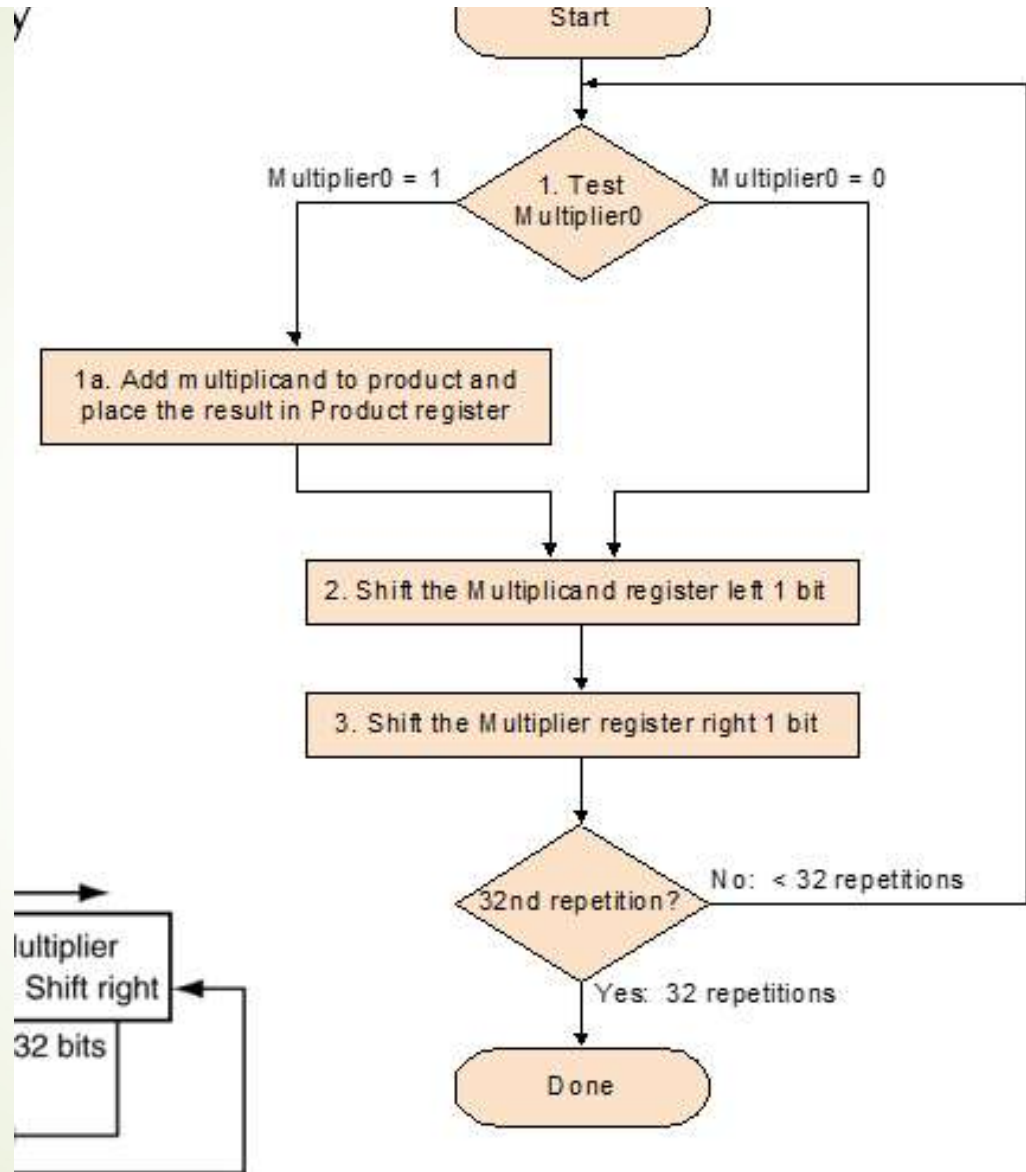 y
Start
Multiplier0 = 1
1. Test
Multiplier0
Multiplier0 = 0
1a. Add multiplicand to product and
place the result in Product register
2. Shift the Multiplicand register left 1 bit
3. Shift the Multiplier register right 1 bit
32nd repetition?
No: < 32 repetitions
Yes: 32 repetitions
Done
ultiplier
Shift right
32 bits